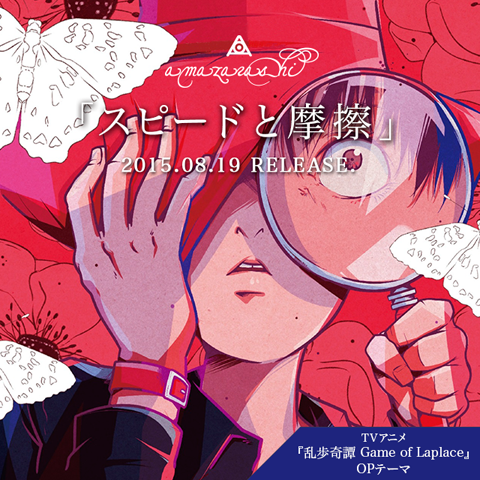 amazarashi
「スピードと摩擦」
2015.08.19 RELEASE.
TVアニメ
『乱歩奇譚 Game of Laplace』
OPテーマ